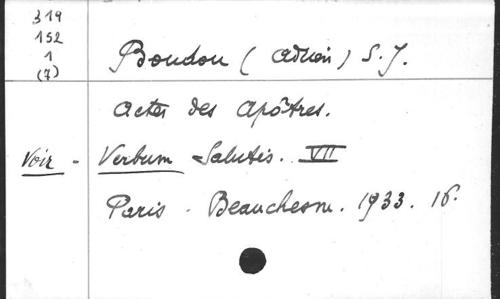 319
152
1
(7)
Boudou (Adrien) S.J.
Actes des Apôtres.
Voir - Verbum Salutis. VII
Paris. Beauchesne. 1933. 16.